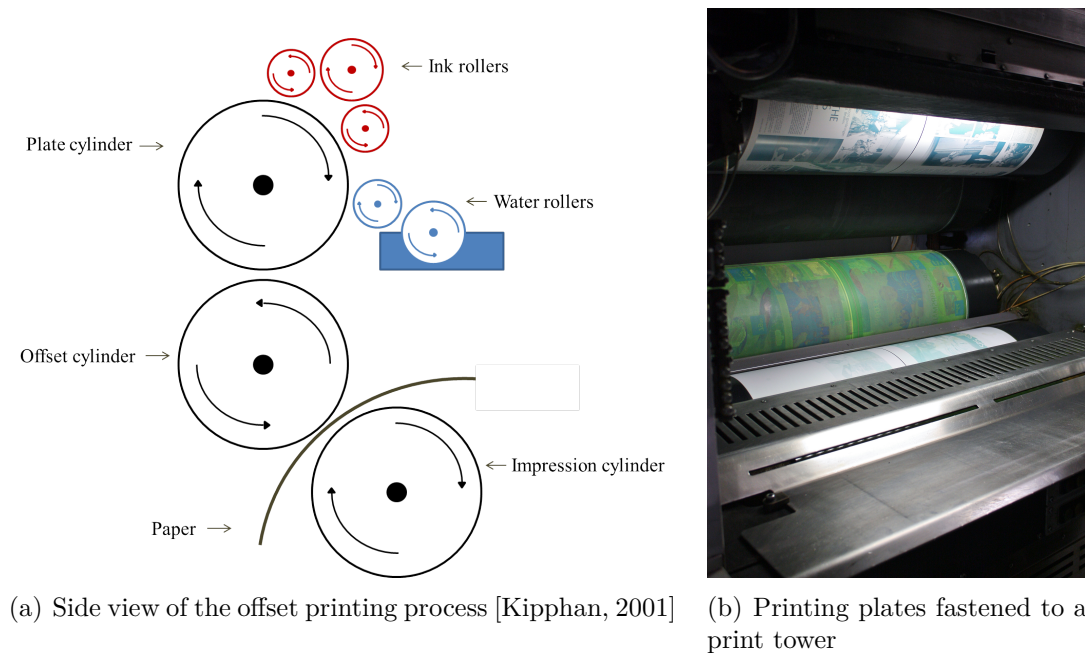 Ink rollers
Plate cylinder
Water rollers
Offset cylinder
Impression cylinder
Paper
(a) Side view of the offset printing process [Kipphan, 2001]
(b) Printing plates fastened to a
print tower